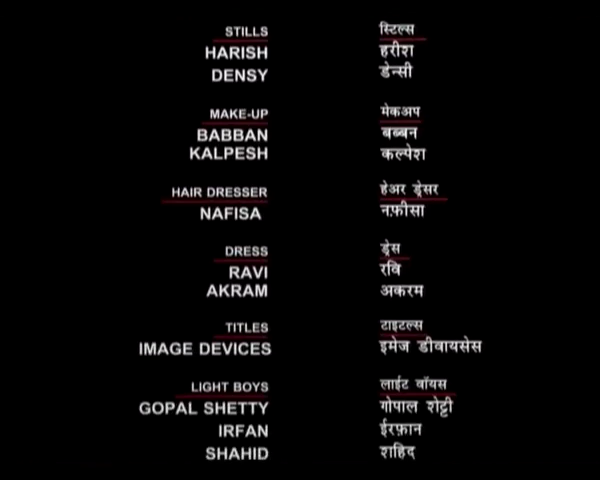 STILLS स्टिल्स
HARISH हरीश
DENSY डेन्सी
MAKE-UP मेकअप
BABBAN बब्बन
KALPESH कल्पेश
HAIR DRESSER हेअर ड्रेसर
NAFISA नफ़ीसा
DRESS ड्रेस
RAVI रवि
AKRAM अकरम
TITLES टाइटल्स
IMAGE DEVICES इमेज डीवायसेस
LIGHT BOYS लाईट बॉयस
GOPAL SHETTY गोपाल शेट्टी
IRFAN ईरफ़ान
SHAHID शाहिद